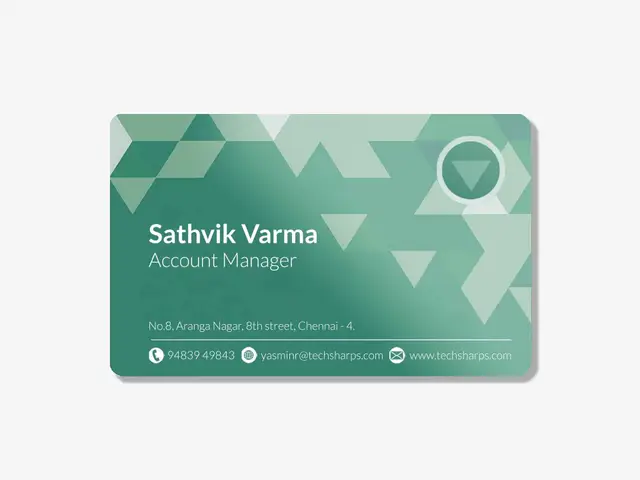 Sathvik Varma
Account Manager
No.8, Aranga Nagar, 8th street, Chennai - 4.
94839 49843 yasminr@techsharps.com www.techsharps.com